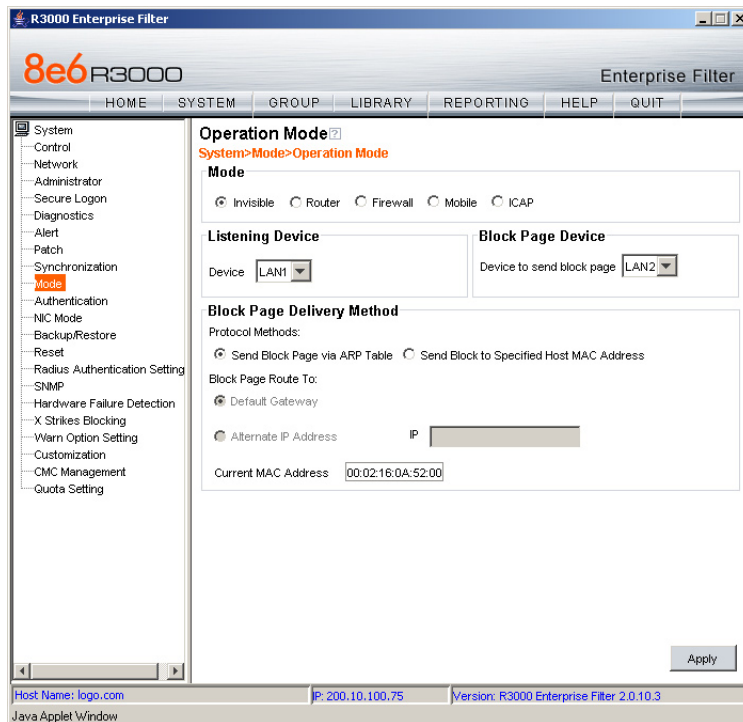 R3000 Enterprise Filter
8e6 R3000
Enterprise Filter
HOME SYSTEM GROUP LIBRARY REPORTING HELP QUIT
System
Control
Network
Administrator
Secure Logon
Diagnostics
Alert
Patch
Synchronization
Mode
Authentication
NIC Mode
Backup/Restore
Reset
Radius Authentication Setting
SNMP
Hardware Failure Detection
X Strikes Blocking
Warn Option Setting
Customization
CMC Management
Quota Setting
Operation Mode ?
System>Mode>Operation Mode
Mode
Invisible Router Firewall Mobile ICAP
Listening Device
Device LAN1
Block Page Device
Device to send block page LAN2
Block Page Delivery Method
Protocol Methods:
Send Block Page via ARP Table Send Block to Specified Host MAC Address
Block Page Route To:
Default Gateway
Alternate IP Address IP
Current MAC Address 00:02:16:0A:52:00
Apply
Host Name: logo.com IP: 200.10.100.75 Version: R3000 Enterprise Filter 2.0.10.3
Java Applet Window